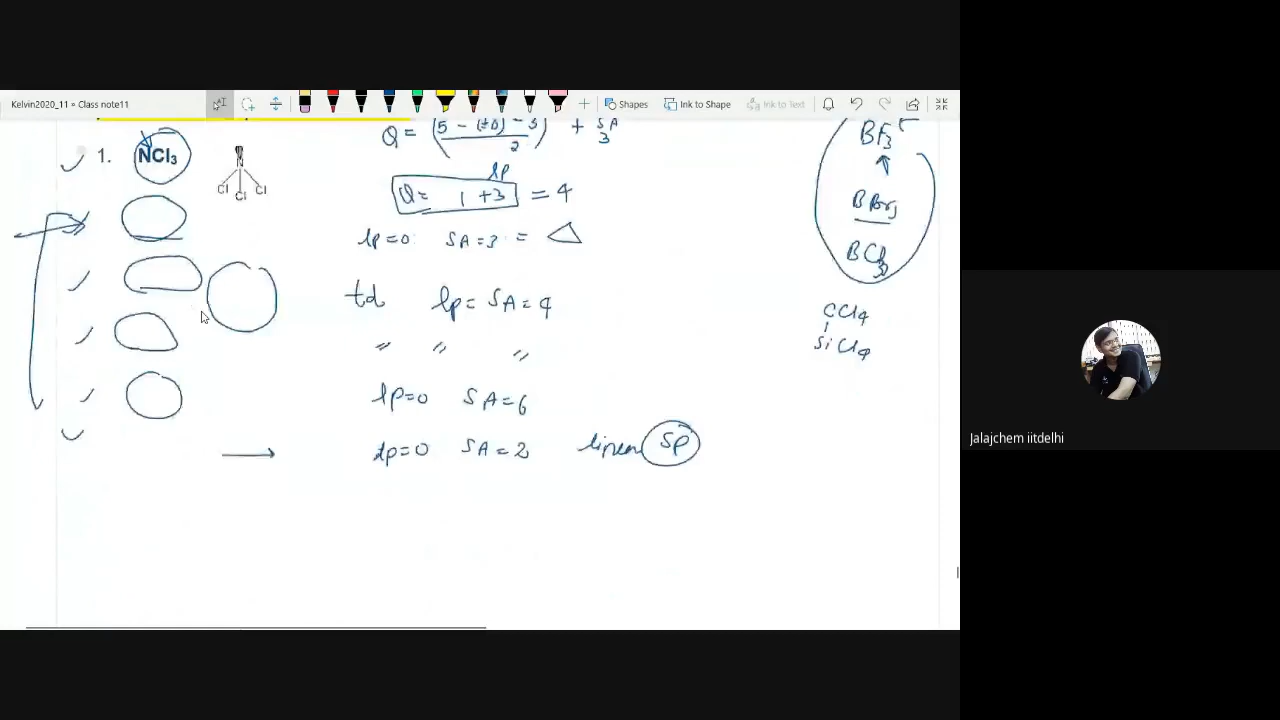 Kelvin2020_11 » Class note11
Shapes
Ink to Shape
Ink to Text
Q = (5 - (±0) - 3 / 2) + SA 3
1. NCl₃
N
Cl Cl Cl
lp
Q = 1 + 3 = 4
lp=0 SA=3 =
td lp = SA = 4
〃 〃 〃
lp=0 SA=6
lp=0 SA=2 linear sp
BF₃
BBr₃
BCl₃
CCl₄
SiCl₄
Jalajchem iitdelhi